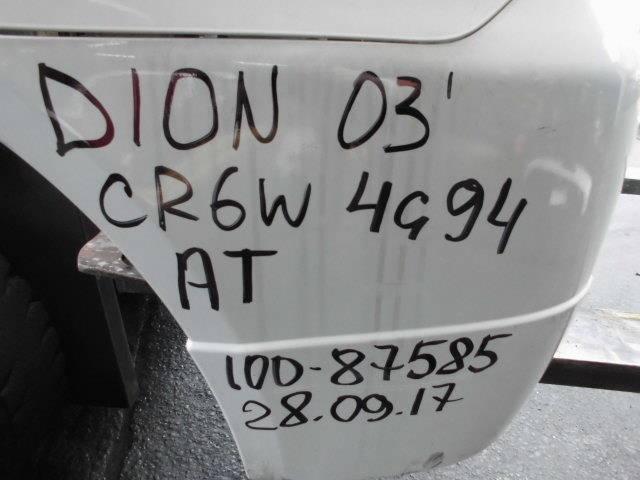 DION 03'
CR6W 4G94
AT
100-87585
28.09.17